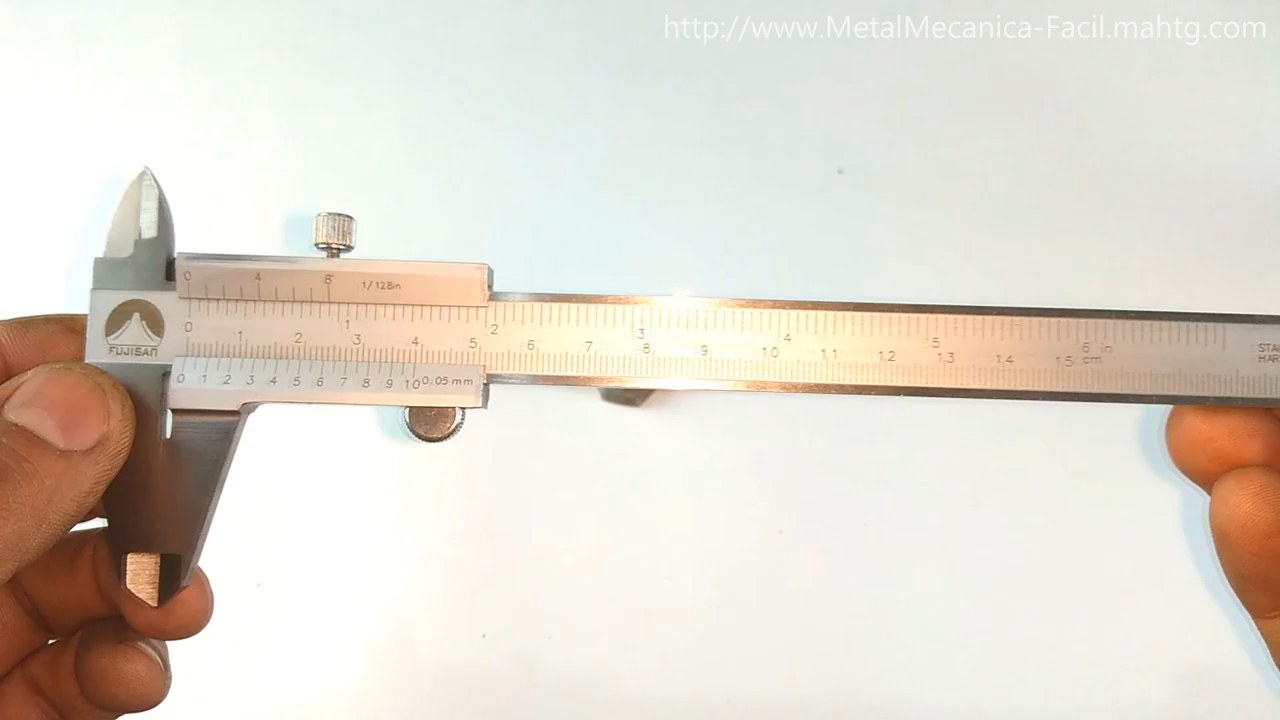 http://www.MetalMecanica-Facil.mahtg.com
0 4 8 1/128in
0 1 2 3 4 5 6 in
FUJISAN
1 2 3 4 5 6 7 8 9 10 11 12 13 14 15 cm
0 1 2 3 4 5 6 7 8 9 10 0.05mm